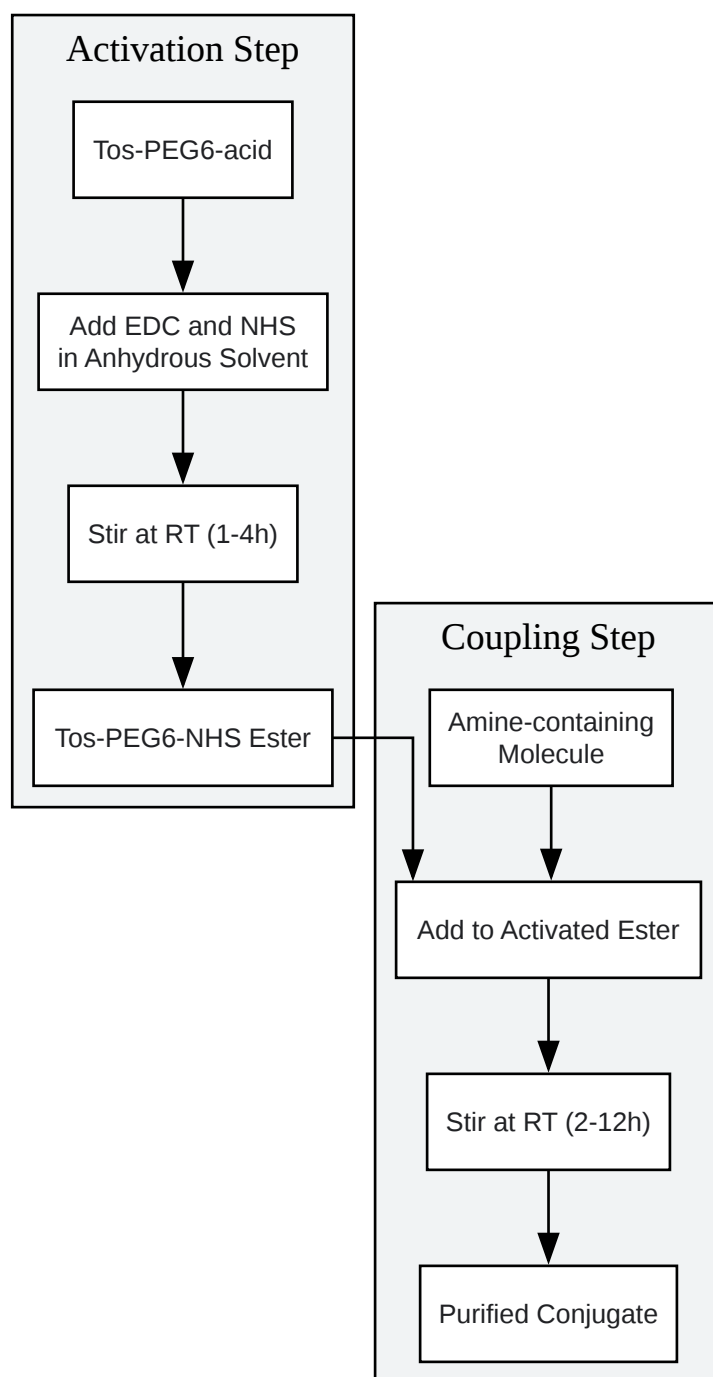 Activation Step
Tos-PEG6-acid
Add EDC and NHS
in Anhydrous Solvent
Stir at RT (1-4h)
Tos-PEG6-NHS Ester
Coupling Step
Amine-containing
Molecule
Add to Activated Ester
Stir at RT (2-12h)
Purified Conjugate